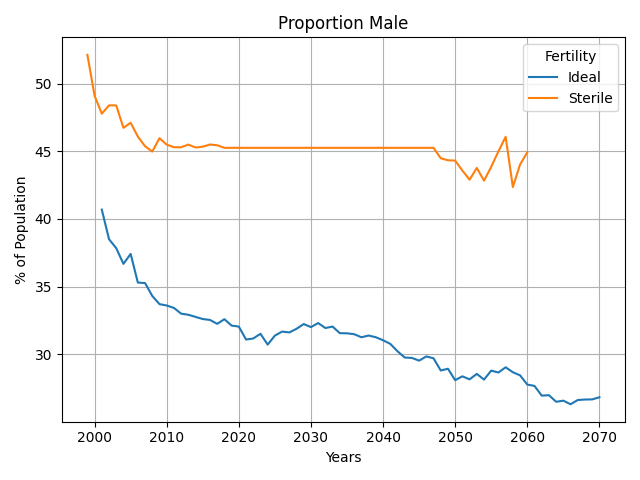 Proportion Male
Fertility
Ideal
Sterile
% of Population
50
45
40
35
30
2000 2010 2020 2030 2040 2050 2060 2070
Years